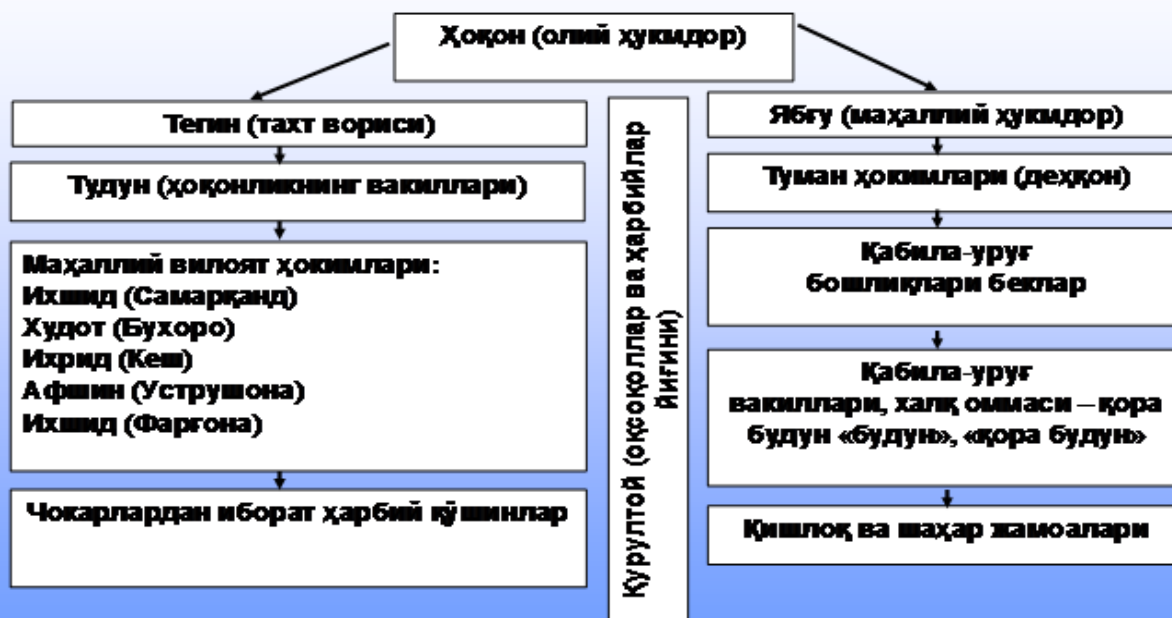 Ҳоқон (олий ҳукмдор)
Тегин (тахт вориси)
Тудун (ҳоқонликнинг вакиллари)
Маҳаллий вилоят ҳокимлари:
Ихшид (Самарқанд)
Худот (Бухоро)
Ихрид (Кеш)
Афшин (Уструшона)
Ихшид (Фарғона)
Чокарлардан иборат ҳарбий қўшинлар
Қурултой (оқсоқоллар ва ҳарбийлар
йиғини)
Ябғу (маҳаллий ҳукмдор)
Туман ҳокимлари (деҳқон)
Қабила-уруғ
бошлиқлари беклар
Қабила-уруғ
вакиллари, халқ оммаси – қора
будун «будун», «қора будун»
Қишлоқ ва шаҳар жамоалари